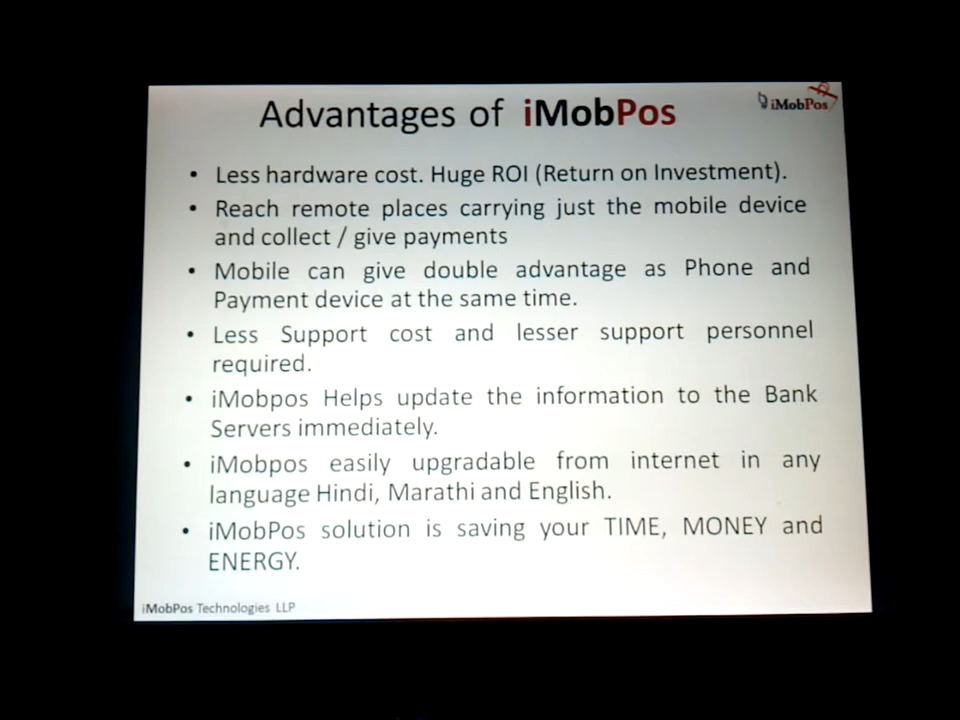 Advantages of iMobPos
iMobPos
• Less hardware cost. Huge ROI (Return on Investment).
• Reach remote places carrying just the mobile device
and collect / give payments
• Mobile can give double advantage as Phone and
Payment device at the same time.
• Less Support cost and lesser support personnel
required.
• iMobpos Helps update the information to the Bank
Servers immediately.
• iMobpos easily upgradable from internet in any
language Hindi, Marathi and English.
• iMobPos solution is saving your TIME, MONEY and
ENERGY.
iMobPos Technologies LLP